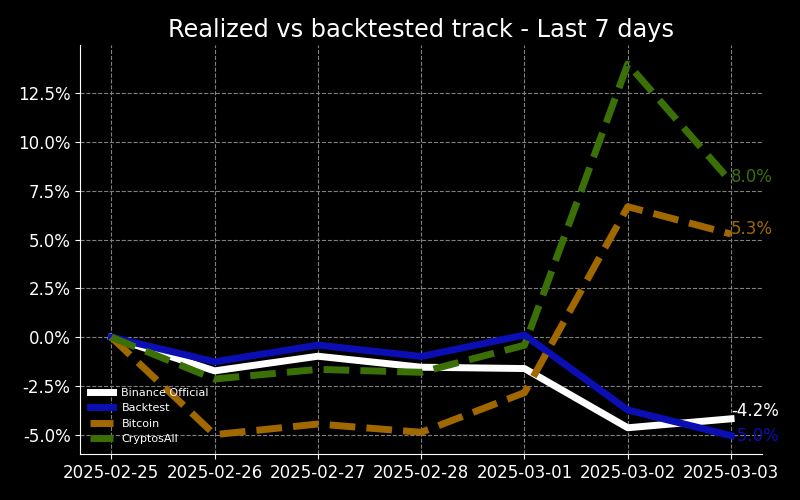 Realized vs backtested track - Last 7 days
12.5%
10.0%
7.5%
5.0%
2.5%
0.0%
-2.5%
-5.0%
8.0%
5.3%
-4.2%
-5.0%
Binance Official
Backtest
Bitcoin
CryptosAll
2025-02-25 2025-02-26 2025-02-27 2025-02-28 2025-03-01 2025-03-02 2025-03-03